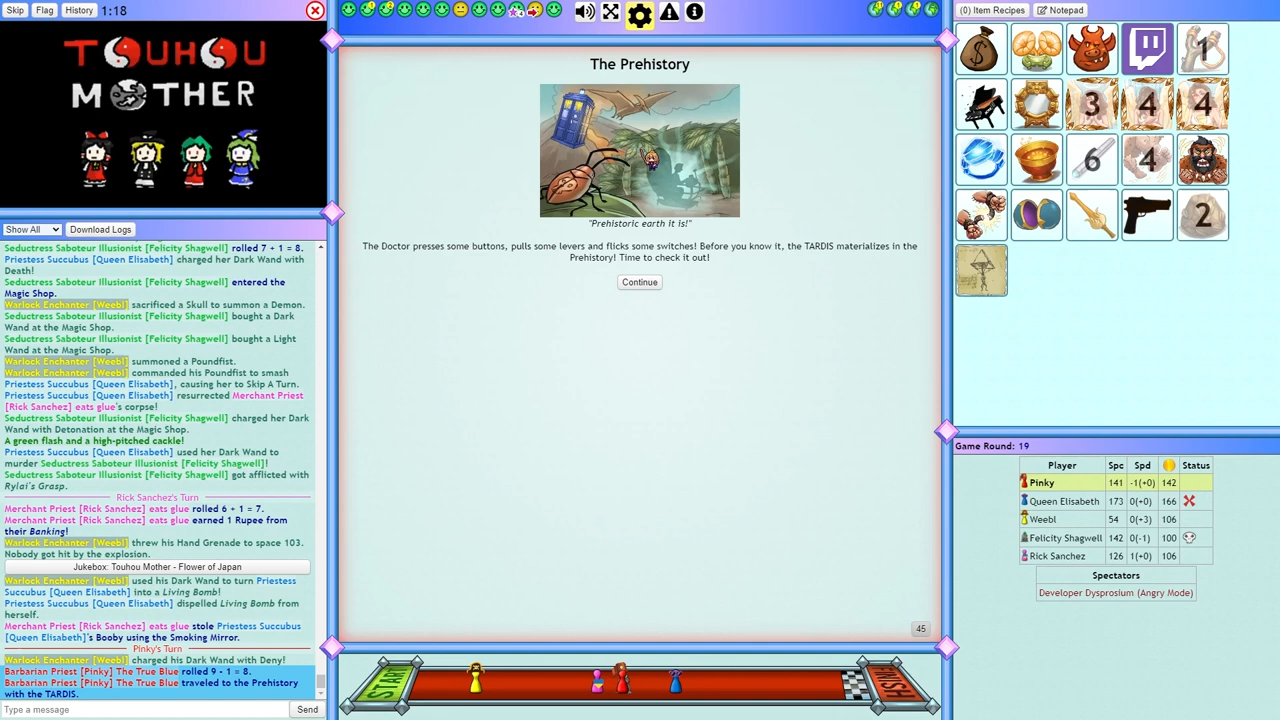 Skip
Flag
History
1:18
TOUHOU
MOTHER
Show All
Download Logs
Seductress Saboteur Illusionist [Felicity Shagwell] rolled 7 + 1 = 8.
Priestess Succubus [Queen Elisabeth] charged her Dark Wand with
Death!
Seductress Saboteur Illusionist [Felicity Shagwell] entered the
Magic Shop.
Warlock Enchanter [Weebl] sacrificed a Skull to summon a Demon.
Seductress Saboteur Illusionist [Felicity Shagwell] bought a Dark
Wand at the Magic Shop.
Seductress Saboteur Illusionist [Felicity Shagwell] bought a Light
Wand at the Magic Shop.
Warlock Enchanter [Weebl] summoned a Poundfist.
Warlock Enchanter [Weebl] commanded his Poundfist to smash
Priestess Succubus [Queen Elisabeth], causing her to Skip A Turn.
Priestess Succubus [Queen Elisabeth] resurrected Merchant Priest
[Rick Sanchez] eats glue's corpse!
Seductress Saboteur Illusionist [Felicity Shagwell] charged her Dark
Wand with Detonation at the Magic Shop.
A green flash and a high-pitched cackle!
Priestess Succubus [Queen Elisabeth] used her Dark Wand to
murder Seductress Saboteur Illusionist [Felicity Shagwell]!
Seductress Saboteur Illusionist [Felicity Shagwell] got afflicted with
Rylai's Grasp.
Rick Sanchez's Turn
Merchant Priest [Rick Sanchez] eats glue rolled 6 + 1 = 7.
Merchant Priest [Rick Sanchez] eats glue earned 1 Rupee from
their Banking!
Warlock Enchanter [Weebl] threw his Hand Grenade to space 103.
Nobody got hit by the explosion.
Jukebox: Touhou Mother - Flower of Japan
Warlock Enchanter [Weebl] used his Dark Wand to turn Priestess
Succubus [Queen Elisabeth] into a Living Bomb!
Priestess Succubus [Queen Elisabeth] dispelled Living Bomb from
herself.
Merchant Priest [Rick Sanchez] eats glue stole Priestess Succubus
[Queen Elisabeth]'s Booby using the Smoking Mirror.
Pinky's Turn
Warlock Enchanter [Weebl] charged his Dark Wand with Deny!
Barbarian Priest [Pinky] The True Blue rolled 9 - 1 = 8.
Barbarian Priest [Pinky] The True Blue traveled to the Prehistory
with the TARDIS.
Type a message
Send
The Prehistory
"Prehistoric earth it is!"
The Doctor presses some buttons, pulls some levers and flicks some switches! Before you know it, the TARDIS materializes in the
Prehistory! Time to check it out!
Continue
45
START
FINISH
(0) Item Recipes
Notepad
1
3 4 4
6 4
2
Game Round: 19
Player Spc Spd Status
Pinky 141 -1(+0) 142
Queen Elisabeth 173 0(+0) 166
Weebl 54 0(+3) 106
Felicity Shagwell 142 0(-1) 100
Rick Sanchez 126 1(+0) 106
Spectators
Developer Dysprosium (Angry Mode)